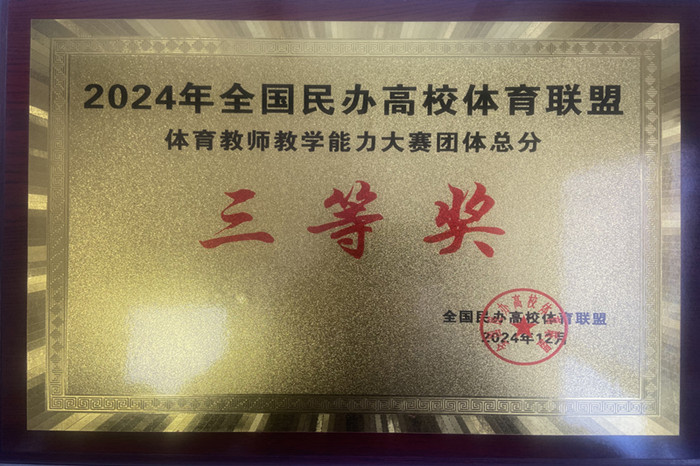 2024年全国民办高校体育联盟
体育教师教学能力大赛团体总分
三等奖
全国民办高校体育联盟
2024年12月